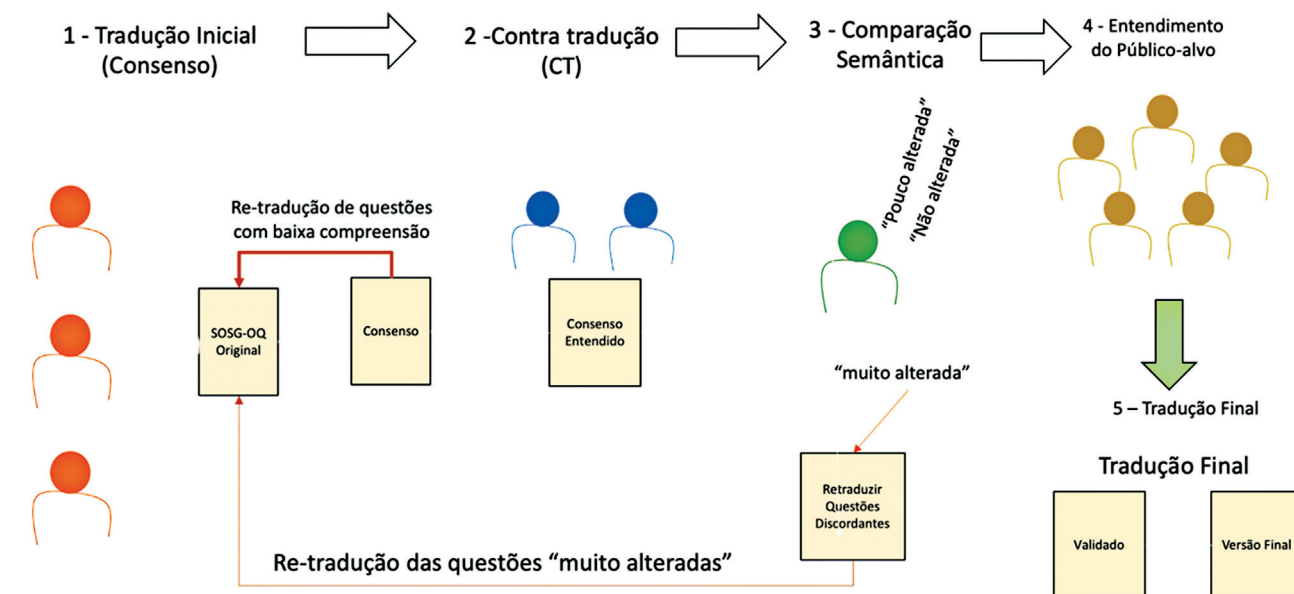 1 - Tradução Inicial
(Consenso)
2 -Contra tradução
(CT)
3 - Comparação
Semântica
4 - Entendimento
do Público-alvo
“Pouco alterada”
“Não alterada”
Re-tradução de questões
com baixa compreensão
SOSG-OQ
Original
Consenso
Consenso
Entendido
“muito alterada”
5 – Tradução Final
Retraduzir
Questões
Discordantes
Tradução Final
Validado
Versão Final
Re-tradução das questões “muito alteradas”